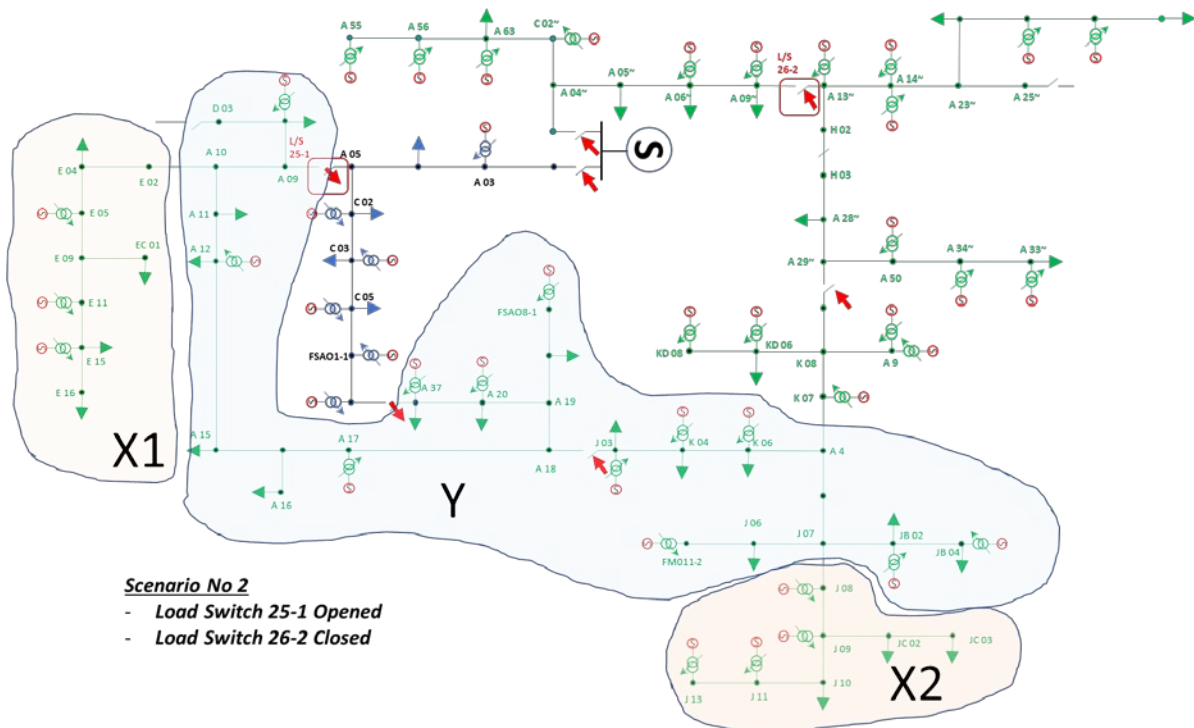 A 55
A 56
A 63
C 02~
A 04~
A 05~
A 06~
A 09~
L/S
26-2
A 13~
A 14~
A 23~
A 25~
H 02
H 03
S
D 03
L/S
25-1
A 05
A 03
E 04
E 02
A 10
A 09
E 05
A 11
C 02
A 28~
EC 01
E 09
A 12
C 03
A 29~
A 50
A 34~
A 33~
E 11
C 05
FSAO8-1
E 15
FSAO1-1
KD 08
KD 06
K 08
A 9
E 16
A 37
A 20
A 19
K 07
X1
A 15
A 17
A 18
J 03
K 04
K 06
A 4
A 16
Y
J 06
J 07
JB 02
JB 04
FM011-2
Scenario No 2
- Load Switch 25-1 Opened
- Load Switch 26-2 Closed
J 08
J 09
JC 02
JC 03
J 13
J 11
J 10
X2